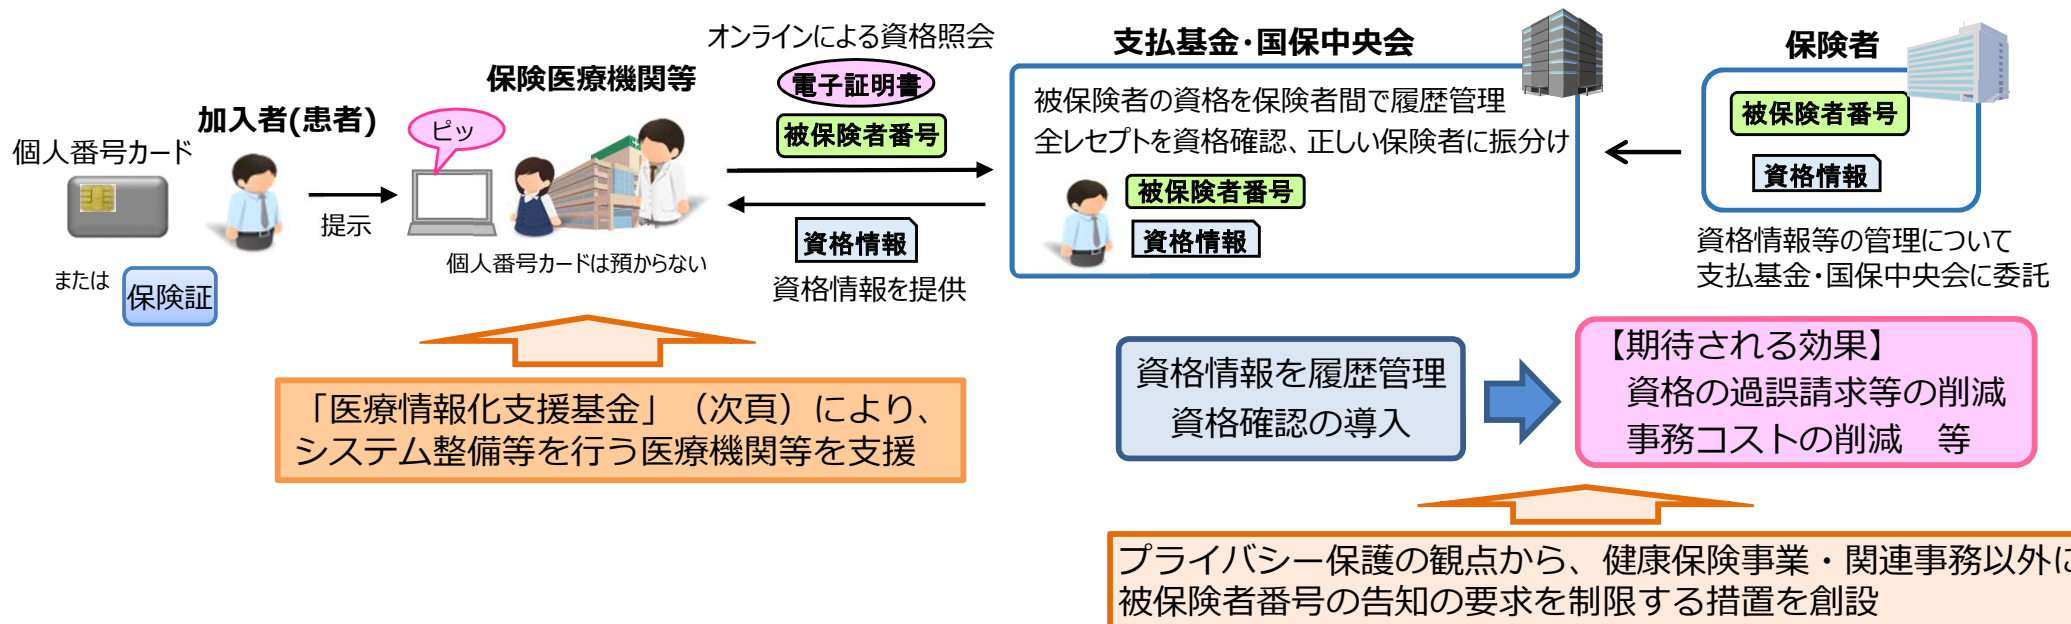 オンラインによる資格照会
電子証明書
被保険者番号
保険医療機関等
加入者(患者)
個人番号カード
または
保険証
提示
ピッ
個人番号カードは預からない
資格情報
資格情報を提供
支払基金・国保中央会
被保険者の資格を保険者間で履歴管理
全レセプトを資格確認、正しい保険者に振分け
被保険者番号
資格情報
保険者
被保険者番号
資格情報
資格情報等の管理について
支払基金・国保中央会に委託
「医療情報化支援基金」（次頁）により、
システム整備等を行う医療機関等を支援
資格情報を履歴管理
資格確認の導入
【期待される効果】
資格の過誤請求等の削減
事務コストの削減　等
プライバシー保護の観点から、健康保険事業・関連事務以外に
被保険者番号の告知の要求を制限する措置を創設